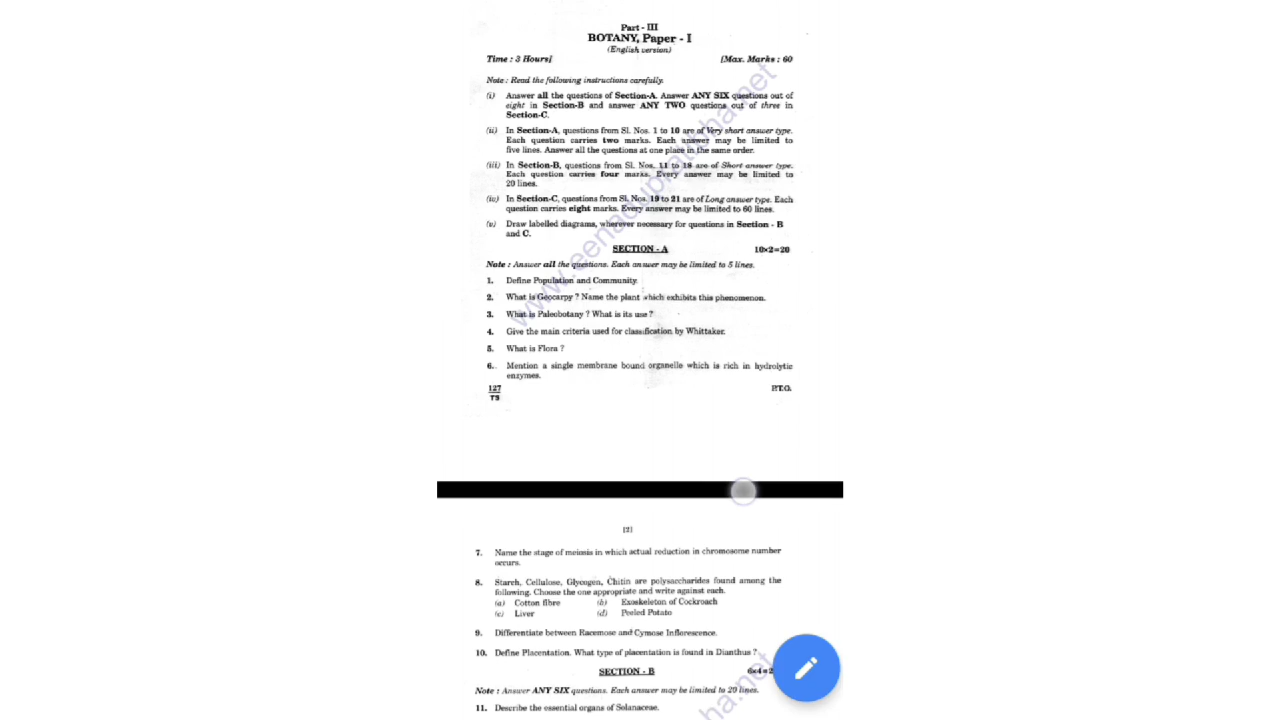 Part - III
BOTANY, Paper - I
(English version)
Time : 3 Hours] [Max. Marks : 60
Note : Read the following instructions carefully.
(i) Answer all the questions of Section-A. Answer ANY SIX questions out of
eight in Section-B and answer ANY TWO questions out of three in
Section-C.
(ii) In Section-A, questions from Sl. Nos. 1 to 10 are of Very short answer type.
Each question carries two marks. Each answer may be limited to
five lines. Answer all the questions at one place in the same order.
(iii) In Section-B, questions from Sl. Nos. 11 to 18 are of Short answer type.
Each question carries four marks. Every answer may be limited to
20 lines.
(iv) In Section-C, questions from Sl. Nos. 19 to 21 are of Long answer type. Each
question carries eight marks. Every answer may be limited to 60 lines.
(v) Draw labelled diagrams, wherever necessary for questions in Section - B
and C.
SECTION - A 10×2=20
Note : Answer all the questions. Each answer may be limited to 5 lines.
1. Define Population and Community.
2. What is Geocarpy ? Name the plant which exhibits this phenomenon.
3. What is Paleobotany ? What is its use ?
4. Give the main criteria used for classification by Whittaker.
5. What is Flora ?
6. Mention a single membrane bound organelle which is rich in hydrolytic
enzymes.
127 P.T.O.
TS
www.eenadupratibha.net
[2]
7. Name the stage of meiosis in which actual reduction in chromosome number
occurs.
8. Starch, Cellulose, Glycogen, Chitin are polysaccharides found among the
following. Choose the one appropriate and write against each.
(a) Cotton fibre (b) Exoskeleton of Cockroach
(c) Liver (d) Peeled Potato
9. Differentiate between Racemose and Cymose Inflorescence.
10. Define Placentation. What type of placentation is found in Dianthus ?
SECTION - B 6×4=2
Note : Answer ANY SIX questions. Each answer may be limited to 20 lines.
11. Describe the essential organs of Solanaceae.
ha.net